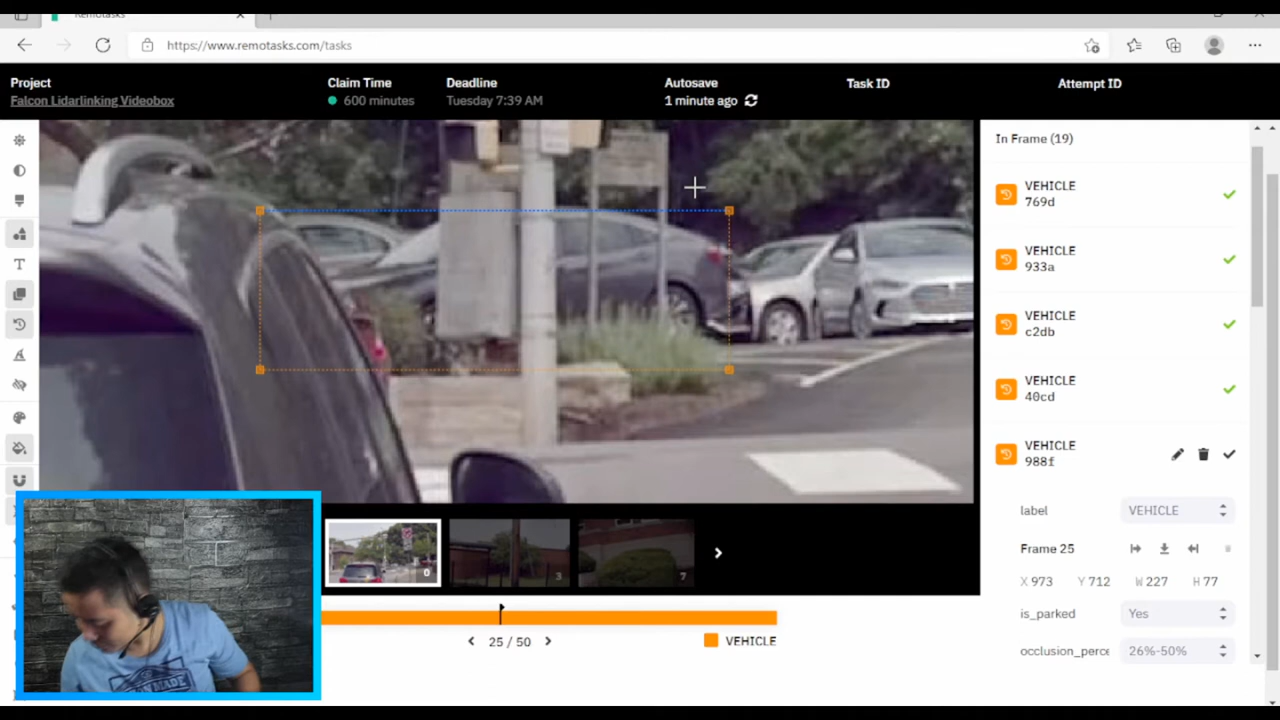 Remotasks
https://www.remotasks.com/tasks
Project
Claim Time
Deadline
Autosave
Task ID
Attempt ID
Falcon Lidarlinking Videobox
600 minutes
Tuesday 7:39 AM
1 minute ago
In Frame (19)
VEHICLE
769d
VEHICLE
933a
VEHICLE
c2db
VEHICLE
40cd
VEHICLE
988f
label
VEHICLE
Frame 25
X 973
Y 712
W 227
H 77
is_parked
Yes
occlusion_perce
26%-50%
0
3
7
25 / 50
VEHICLE